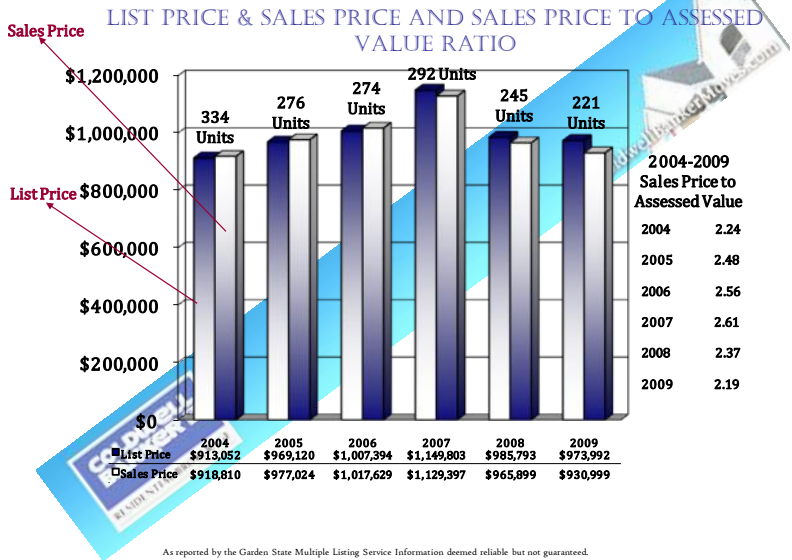 LIST PRICE & SALES PRICE AND SALES PRICE TO ASSESSED
VALUE RATIO
Sales Price
List Price
$1,200,000
$1,000,000
$800,000
$600,000
$400,000
$200,000
$0
334
Units
276
Units
274
Units
292 Units
245
Units
221
Units
2004-2009
Sales Price to
Assessed Value
2004 2.24
2005 2.48
2006 2.56
2007 2.61
2008 2.37
2009 2.19
2004 2005 2006 2007 2008 2009
List Price $913,052 $969,120 $1,007,394 $1,149,803 $985,793 $973,992
Sales Price $918,810 $977,024 $1,017,629 $1,129,397 $965,899 $930,999
COLDWELL
As reported by the Garden State Multiple Listing Service Information deemed reliable but not guaranteed.